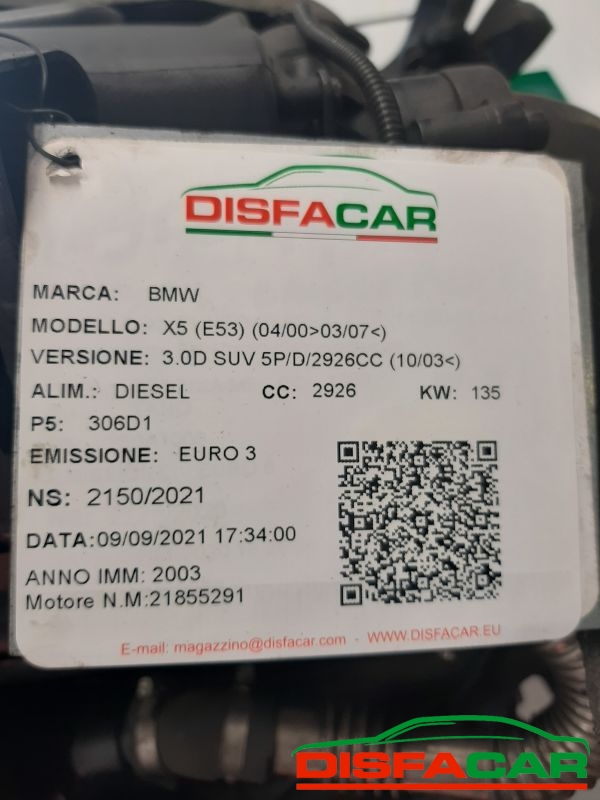 DISFACAR
MARCA: BMW
MODELLO: X5 (E53) (04/00>03/07<)
VERSIONE: 3.0D SUV 5P/D/2926CC (10/03<)
ALIM.: DIESEL CC: 2926 KW: 135
P5: 306D1
EMISSIONE: EURO 3
NS: 2150/2021
DATA:09/09/2021 17:34:00
ANNO IMM: 2003
Motore N.M:21855291
E-mail: magazzino@disfacar.com - WWW.DISFACAR.EU
DISFACAR